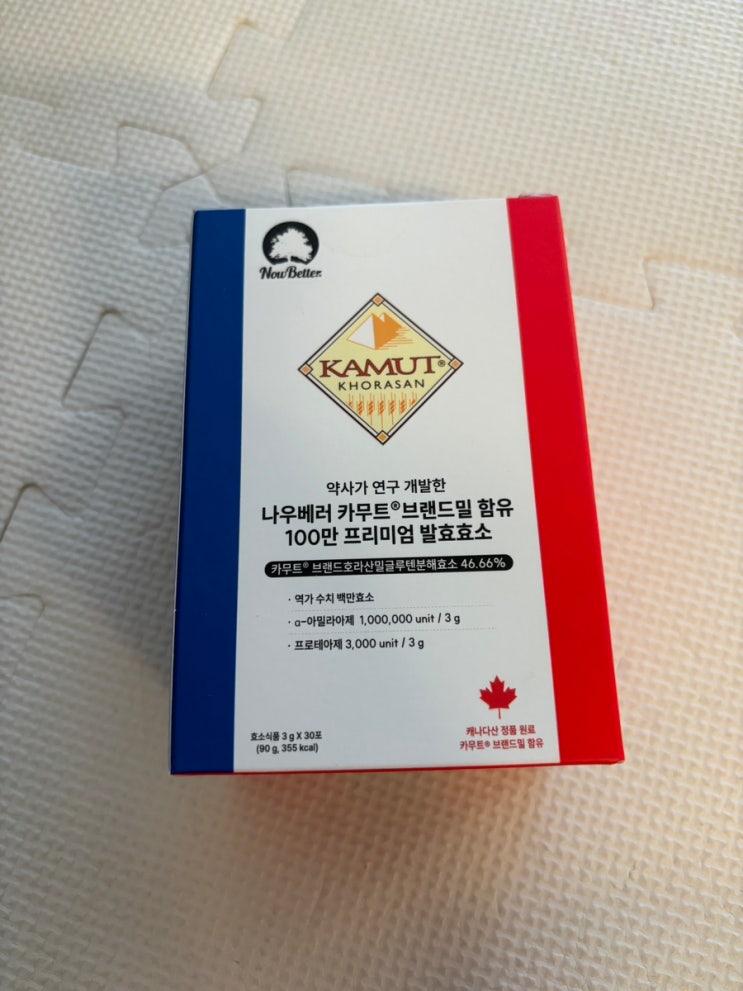 NowBetter
KAMUT®
KHORASAN
약사가 연구 개발한
나우베러 카무트®브랜드밀 함유
100만 프리미엄 발효효소
카무트® 브랜드호라산밀글루텐분해효소 46.66%
· 역가 수치 백만효소
· α-아밀라아제 1,000,000 unit / 3 g
· 프로테아제 3,000 unit / 3 g
효소식품 3 g X 30포
(90 g, 355 kcal)
캐나다산 정품 원료
카무트® 브랜드밀 함유